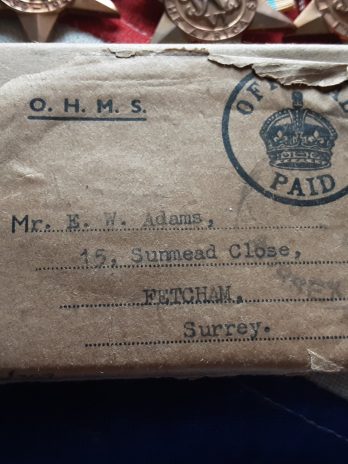 O. H. M. S.
PAID
Mr. E. W. Adams,
15, Sunmead Close,
FETCHAM,
Surrey.